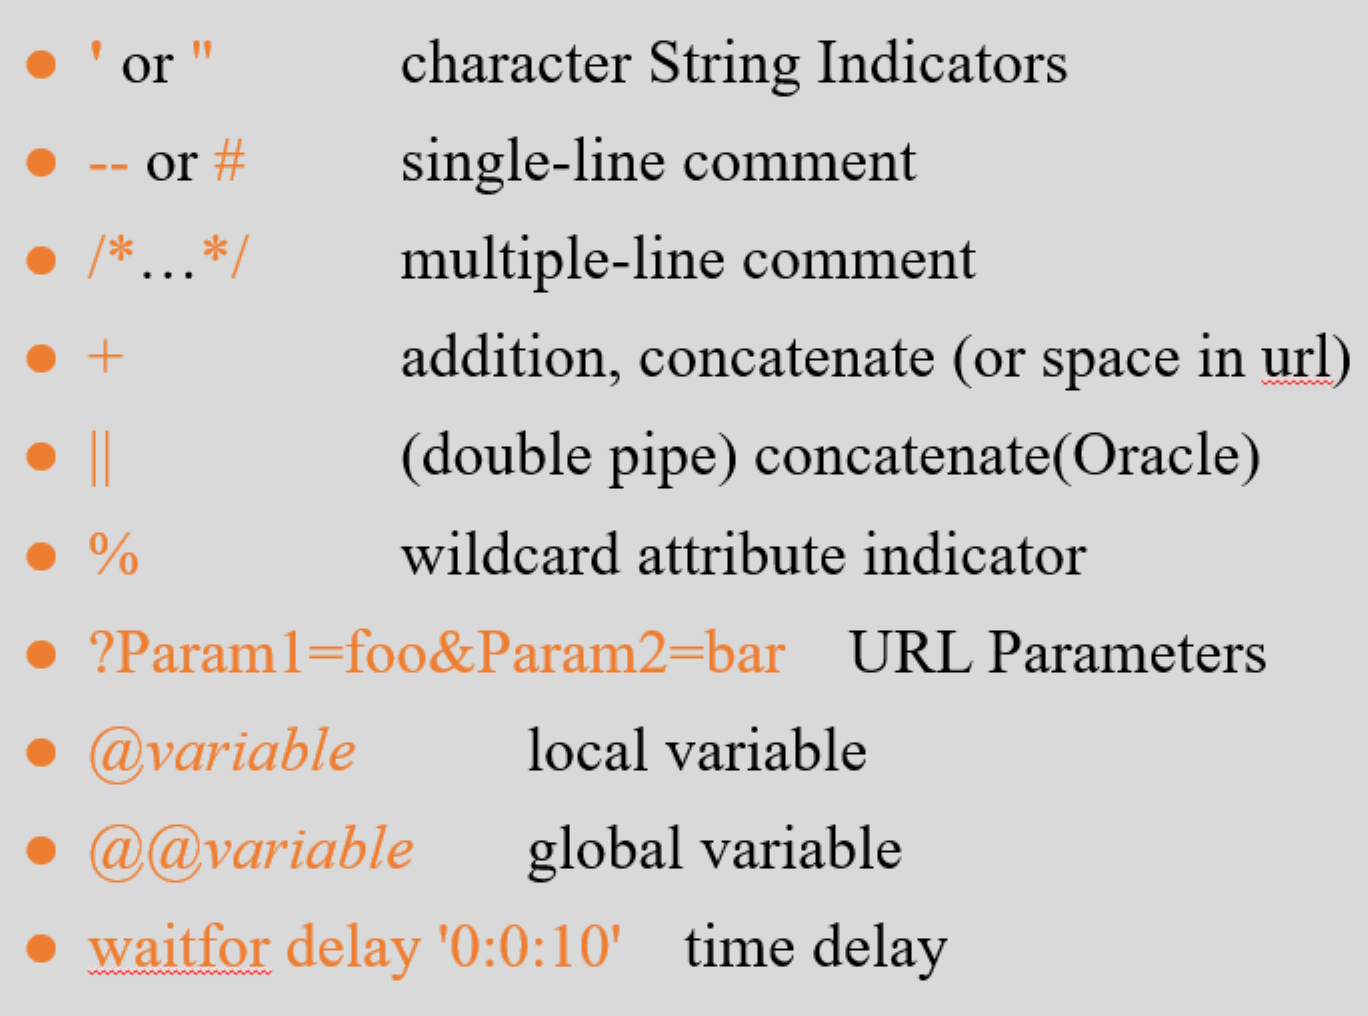 ' or " character String Indicators
-- or # single-line comment
/*…*/ multiple-line comment
+ addition, concatenate (or space in url)
|| (double pipe) concatenate(Oracle)
% wildcard attribute indicator
?Param1=foo&Param2=bar URL Parameters
@variable local variable
@@variable global variable
waitfor delay '0:0:10' time delay